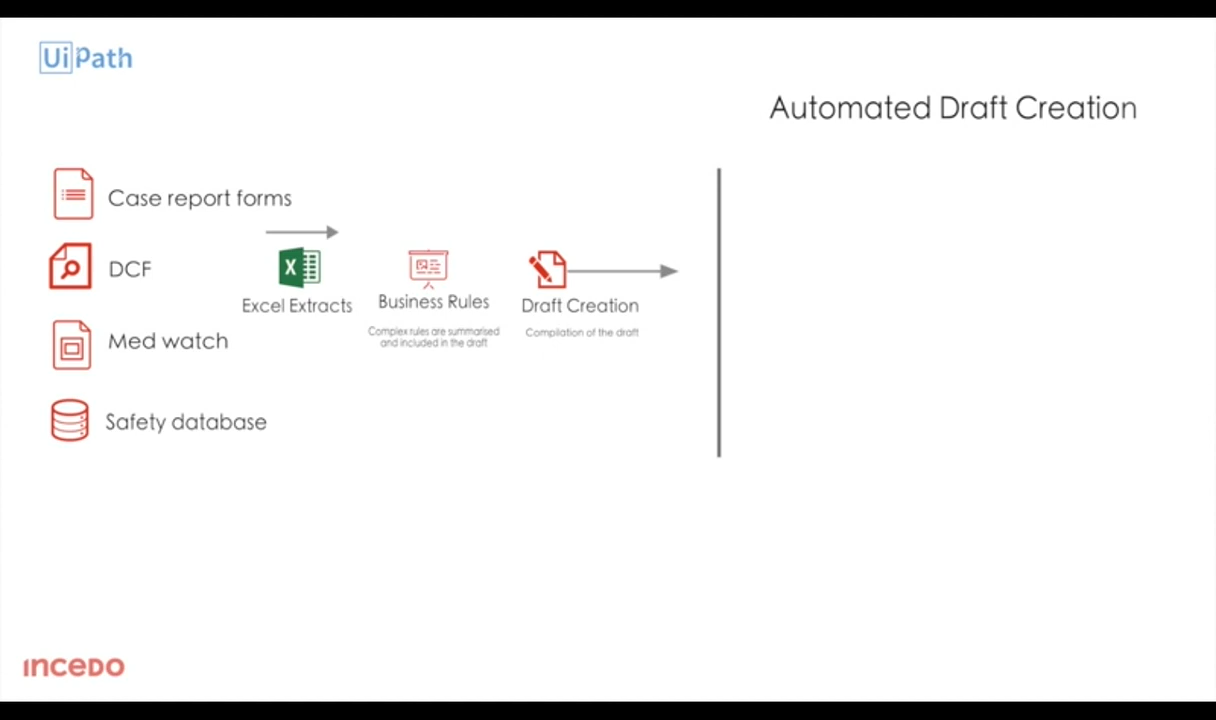 UiPath
Automated Draft Creation
Case report forms
DCF
Med watch
Safety database
Excel Extracts
Business Rules
Complex rules are summarised
and included in the draft
Draft Creation
Compilation of the draft
INCEDO